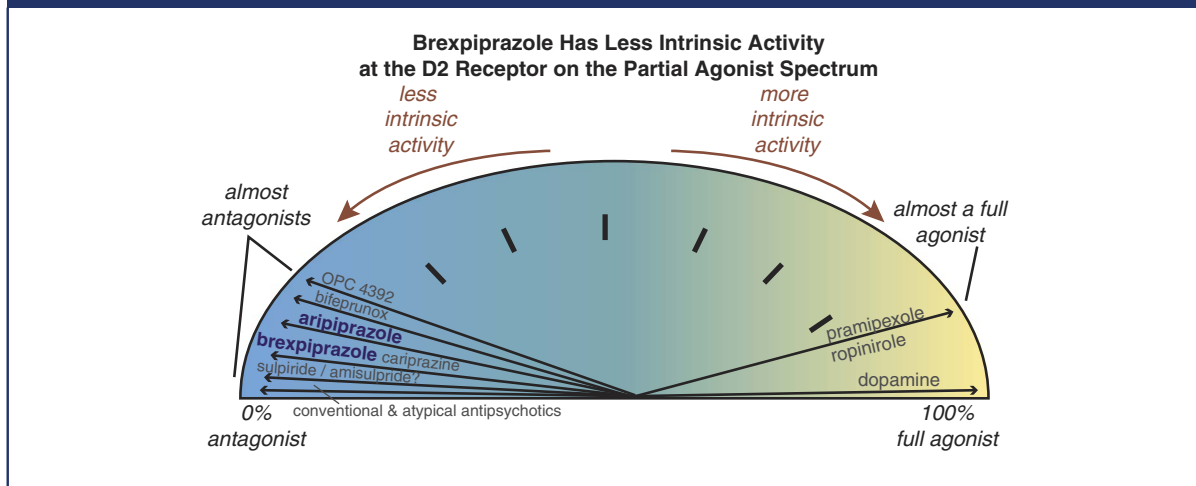 Brexpiprazole Has Less Intrinsic Activity
at the D2 Receptor on the Partial Agonist Spectrum
less
intrinsic
activity
more
intrinsic
activity
almost
antagonists
almost a full
agonist
OPC 4392
bifeprunox
aripiprazole
brexpiprazole cariprazine
sulpiride / amisulpride?
conventional & atypical antipsychotics
pramipexole
ropinirole
dopamine
0%
antagonist
100%
full agonist